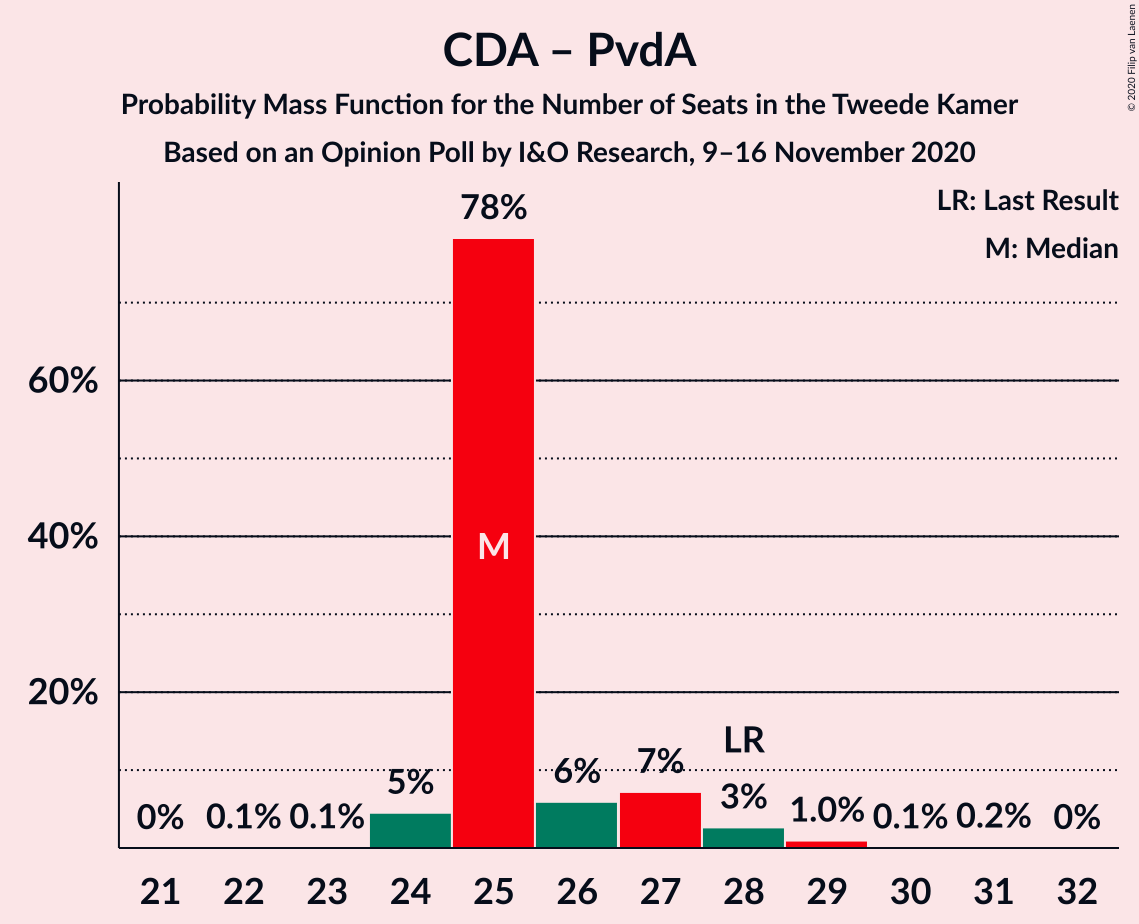 CDA – PvdA
Probability Mass Function for the Number of Seats in the Tweede Kamer
Based on an Opinion Poll by I&O Research, 9–16 November 2020
© 2020 Filip van Laenen
LR: Last Result
M: Median
78%
60%
40%
M
20%
LR
0% 0.1% 0.1% 5% 6% 7% 3% 1.0% 0.1% 0.2% 0%
21 22 23 24 25 26 27 28 29 30 31 32